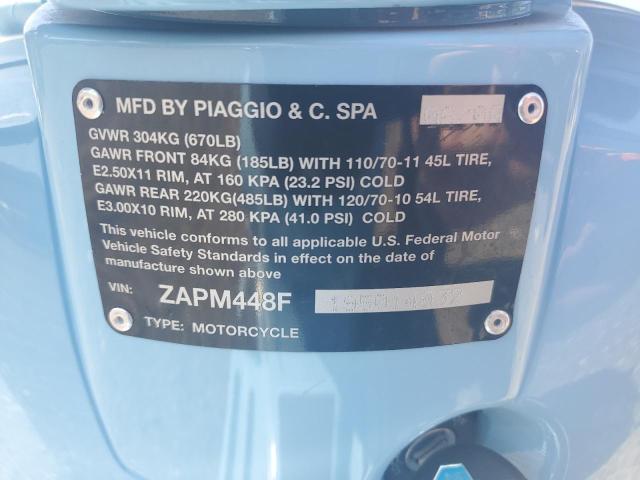 MFD BY PIAGGIO & C. SPA
GVWR 304KG (670LB)
GAWR FRONT 84KG (185LB) WITH 110/70-11 45L TIRE,
E2.50X11 RIM, AT 160 KPA (23.2 PSI) COLD
GAWR REAR 220KG(485LB) WITH 120/70-10 54L TIRE,
E3.00X10 RIM, AT 280 KPA (41.0 PSI) COLD
This vehicle conforms to all applicable U.S. Federal Motor
Vehicle Safety Standards in effect on the date of
manufacture shown above
VIN: ZAPM448F
TYPE: MOTORCYCLE